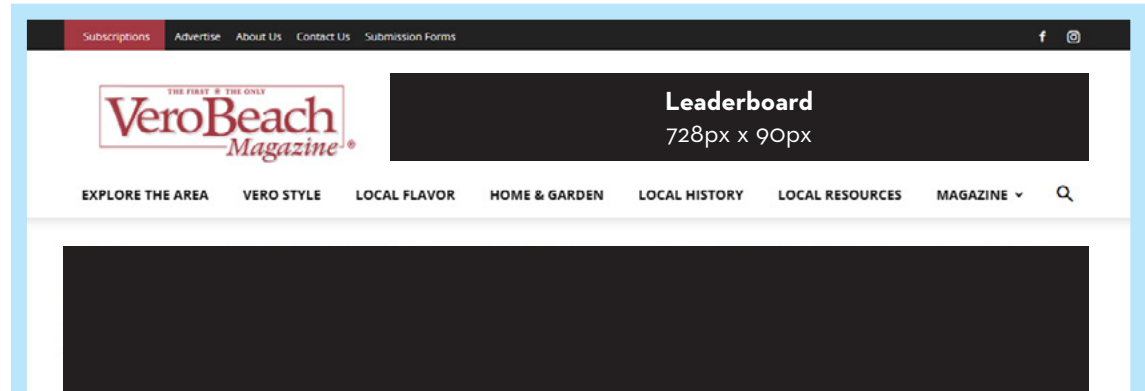 Subscriptions Advertise About Us Contact Us Submission Forms
THE FIRST & THE ONLY
VeroBeach
Magazine®
Leaderboard
728px x 90px
EXPLORE THE AREA VERO STYLE LOCAL FLAVOR HOME & GARDEN LOCAL HISTORY LOCAL RESOURCES MAGAZINE